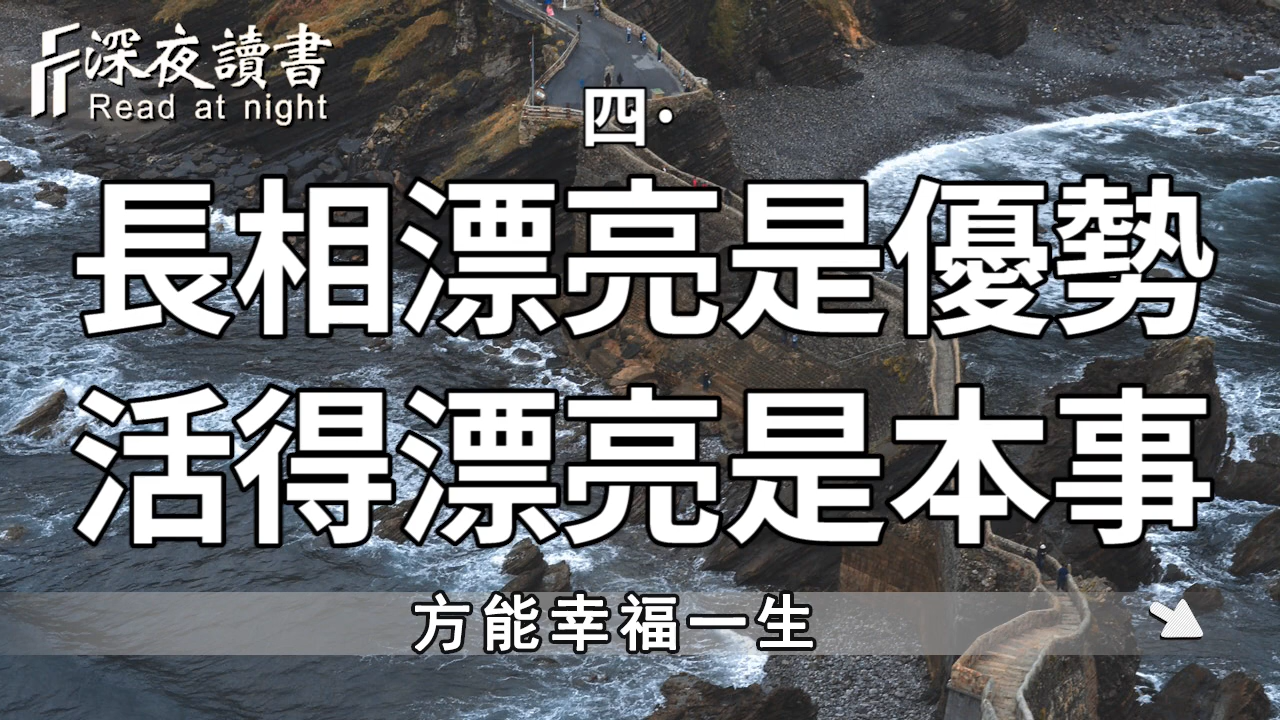 深夜讀書
Read at night
四·
長相漂亮是優勢
活得漂亮是本事
方能幸福一生